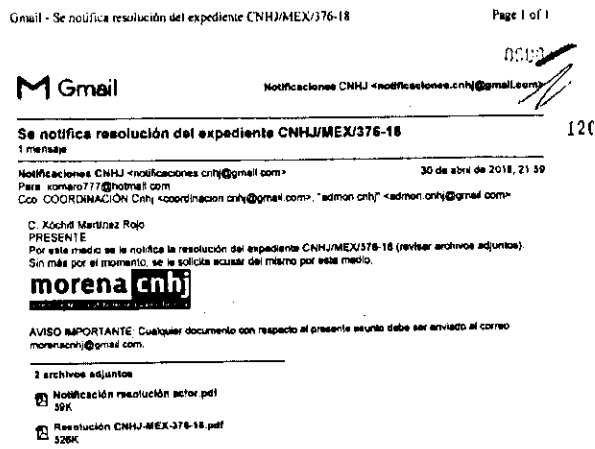 Gmail - Se notifica resolución del expediente CNHJ/MEX/376-18 Page 1 of 1
Gmail
Notificaciones CNHJ <notificaciones.cnhj@gmail.com>
120
Se notifica resolución del expediente CNHJ/MEX/376-18
1 mensaje
Notificaciones CNHJ <notificaciones cnhj@gmail com> 30 de abril de 2018, 21 59
Para xomaro777@hotmail com
Cco COORDINACIÓN Cnhj <coordinacion cnhj@gmail com>, "admon cnhj" <admon.cnhj@gmail com>
C. Xóchitl Martínez Rojo
PRESENTE
Por este medio se le notifica la resolución del expediente CNHJ/MEX/376-18 (revisar archivos adjuntos).
Sin más por el momento, se le solicita acusar del mismo por este medio.
morena cnhj
AVISO IMPORTANTE: Cualquier documento con respecto al presente asunto debe ser enviado al correo
morenacnhj@gmail com.
2 archivos adjuntos
Notificación resolución actor.pdf
39K
Resolución CNHJ-MEX-376-18.pdf
526K